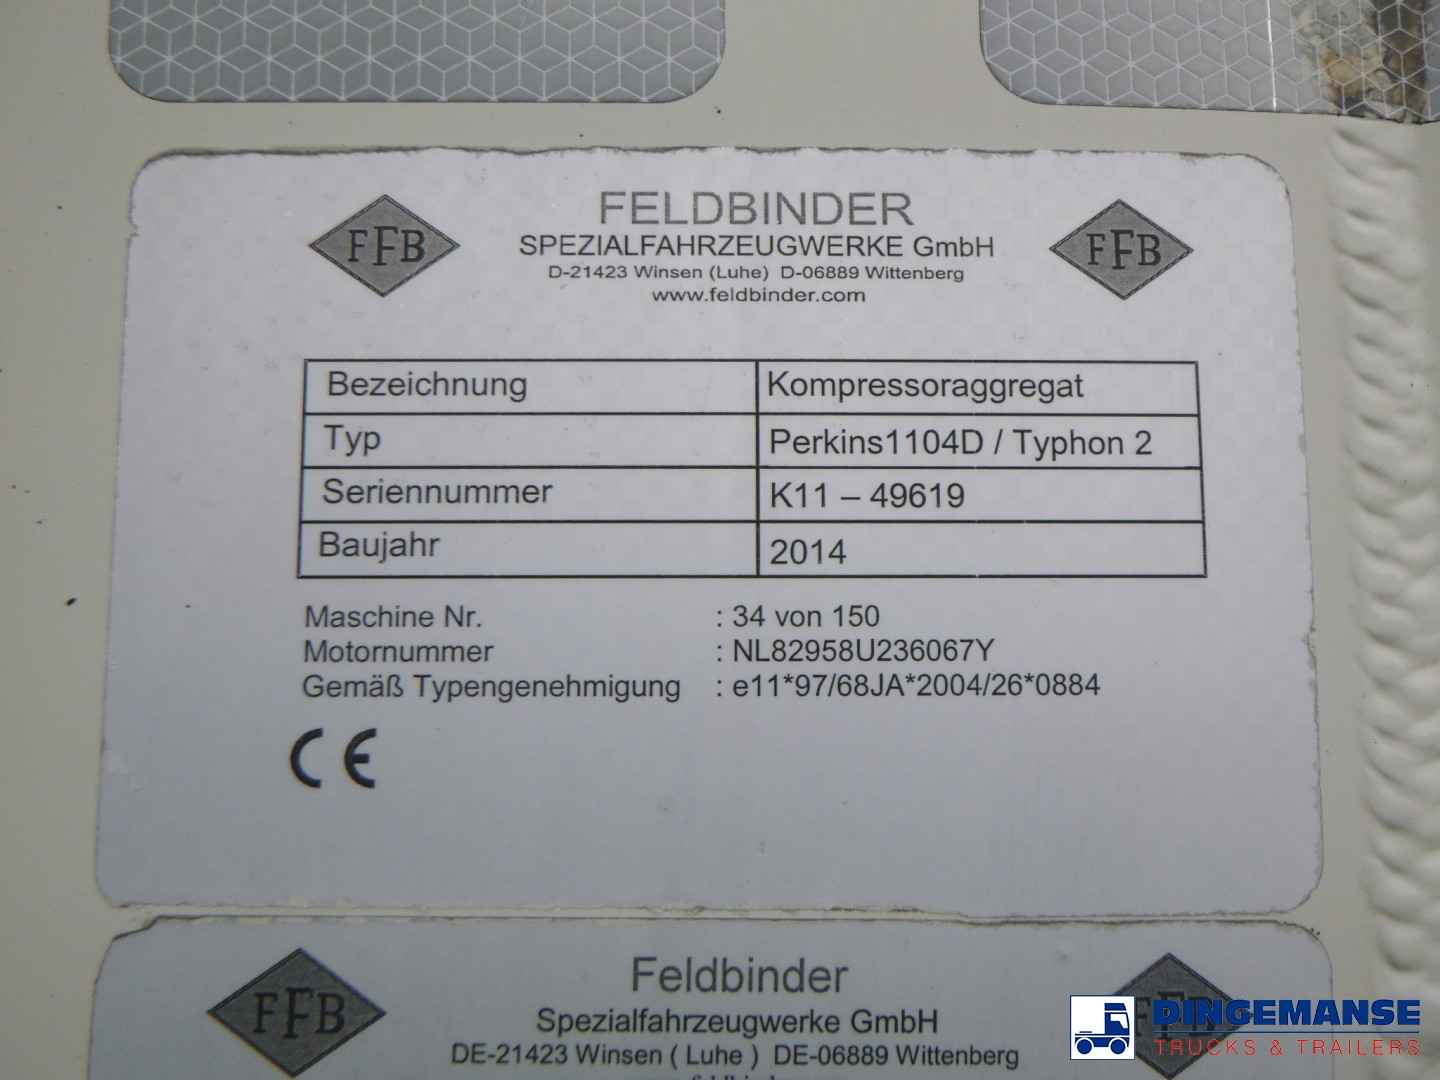 FFB
FELDBINDER
SPEZIALFAHRZEUGWERKE GmbH
D-21423 Winsen (Luhe) D-06889 Wittenberg
www.feldbinder.com
FFB
Bezeichnung Kompressoraggregat
Typ Perkins1104D / Typhon 2
Seriennummer K11 – 49619
Baujahr 2014
Maschine Nr. : 34 von 150
Motornummer : NL82958U236067Y
Gemäß Typengenehmigung : e11*97/68JA*2004/26*0884
CE
FFB
Feldbinder
Spezialfahrzeugwerke GmbH
DE-21423 Winsen ( Luhe ) DE-06889 Wittenberg
FFB
DINGEMANSE
TRUCKS & TRAILERS